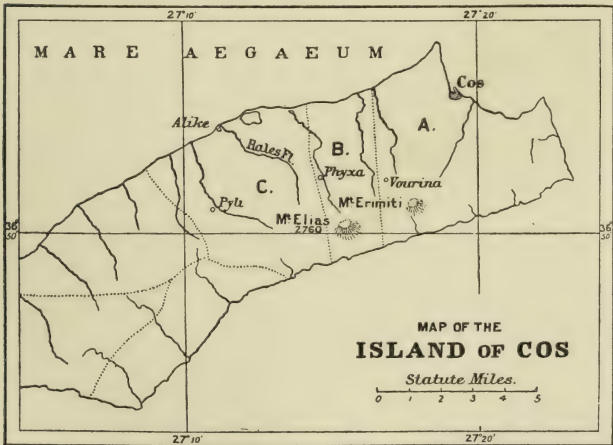 27°10' 27°20'
MARE AEGAEUM
Cos
Alike
Rales Fl.
A.
B.
Phyxa
C.
Vourina
Pyli
Mt. Erimiti
Mt. Elias
2760
36
50
36
50
MAP OF THE
ISLAND OF COS
Statute Miles.
0 1 2 3 4 5
27°10' 27°20'